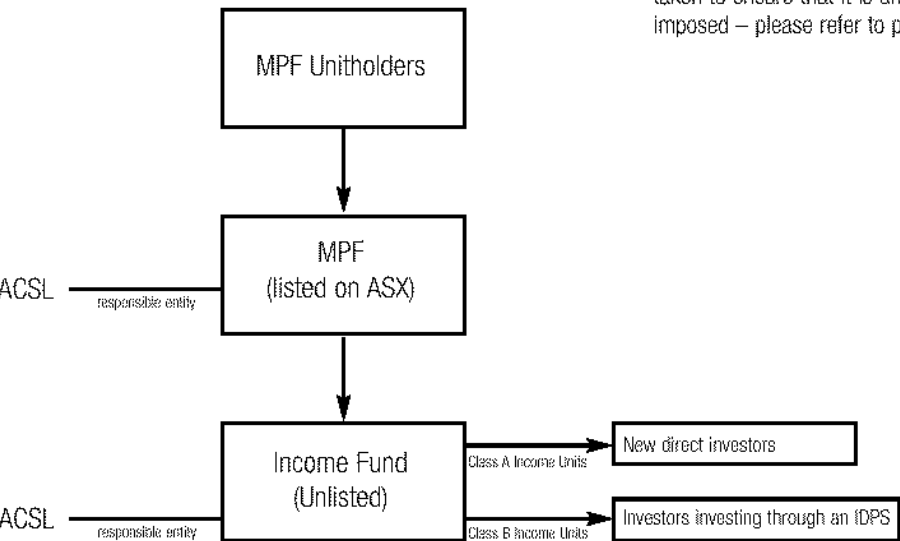 imposed – please refer to p
MPF Unitholders
MPF
(listed on ASX)
ACSL
responsible entity
Income Fund
(Unlisted)
Class A Income Units
New direct investors
ACSL
responsible entity
Class B Income Units
Investors investing through an IDPS